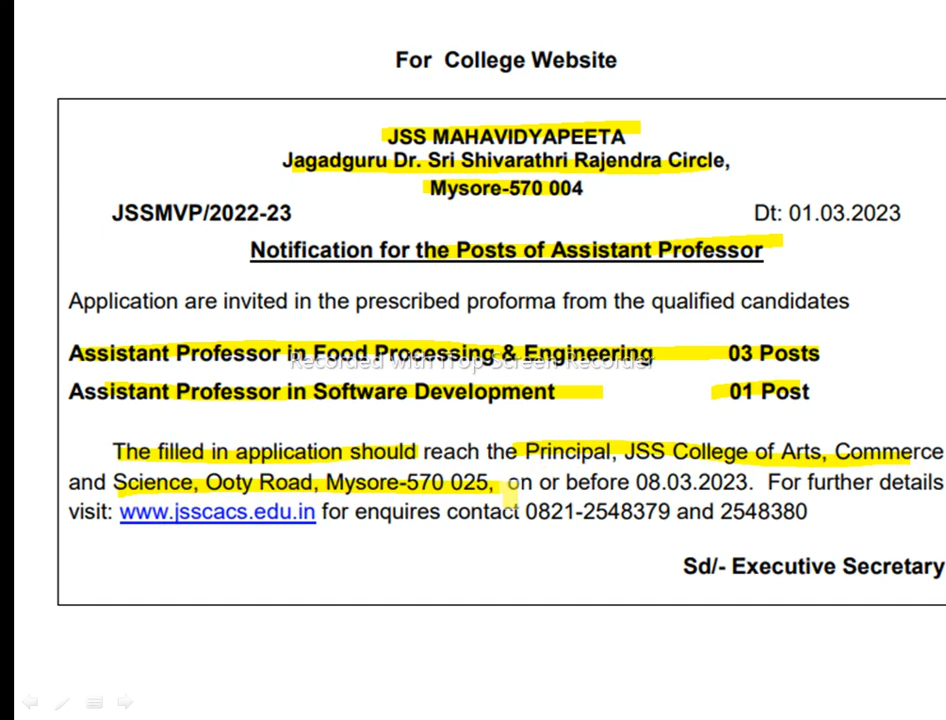 For College Website
JSS MAHAVIDYAPEETA
Jagadguru Dr. Sri Shivarathri Rajendra Circle,
Mysore-570 004
JSSMVP/2022-23 Dt: 01.03.2023
Notification for the Posts of Assistant Professor
Application are invited in the prescribed proforma from the qualified candidates
Assistant Professor in Food Processing & Engineering 03 Posts
Recorded with iTop Screen Recorder
Assistant Professor in Software Development 01 Post
The filled in application should reach the Principal, JSS College of Arts, Commerce
and Science, Ooty Road, Mysore-570 025, on or before 08.03.2023. For further details
visit: www.jsscacs.edu.in for enquires contact 0821-2548379 and 2548380
Sd/- Executive Secretary